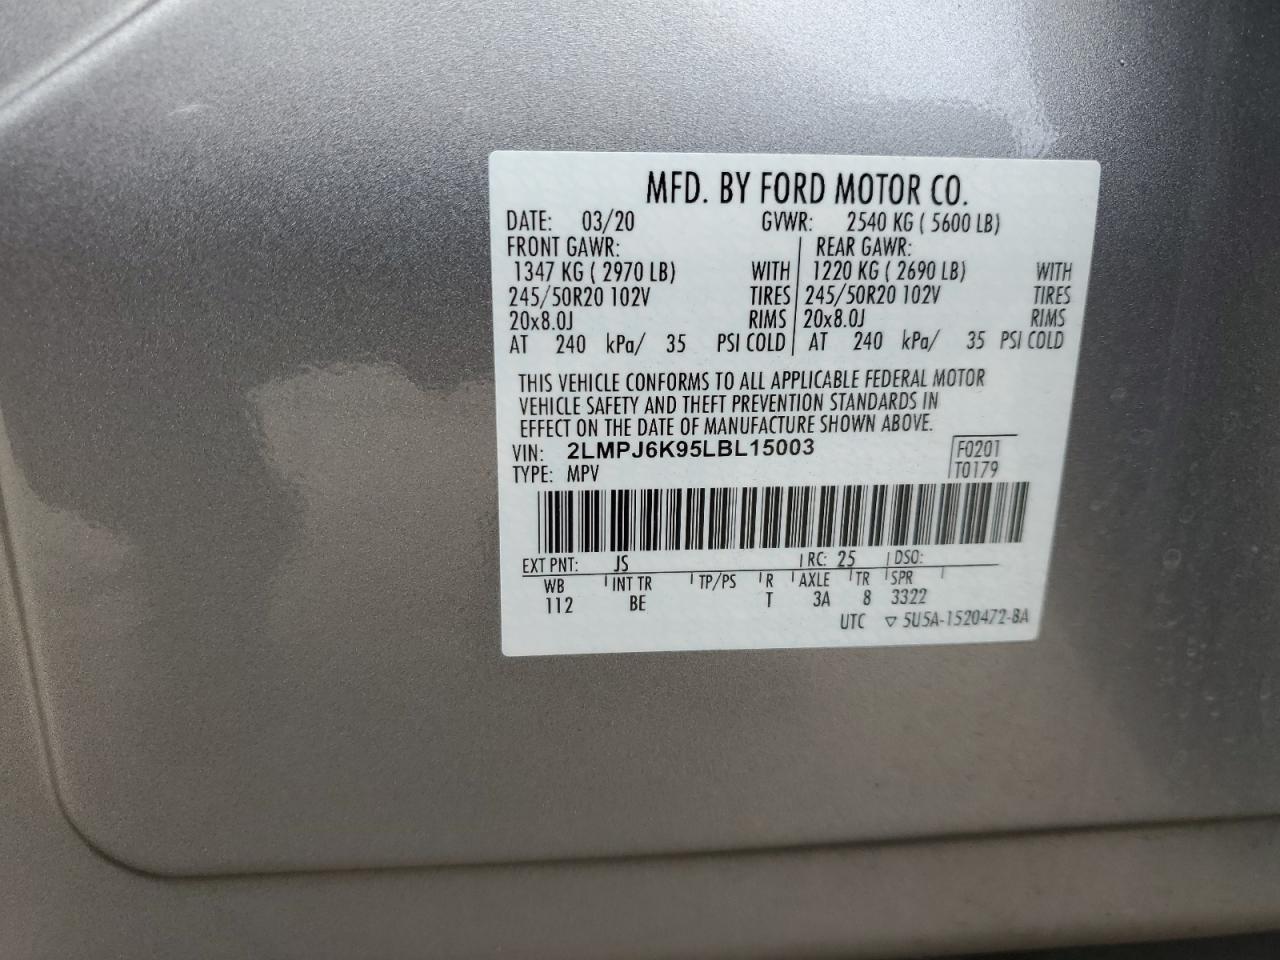 MFD. BY FORD MOTOR CO.
DATE: 03/20 GVWR: 2540 KG ( 5600 LB)
FRONT GAWR: REAR GAWR:
1347 KG ( 2970 LB) WITH 1220 KG ( 2690 LB) WITH
245/50R20 102V TIRES 245/50R20 102V TIRES
20x8.0J RIMS 20x8.0J RIMS
AT 240 kPa/ 35 PSI COLD AT 240 kPa/ 35 PSI COLD
THIS VEHICLE CONFORMS TO ALL APPLICABLE FEDERAL MOTOR
VEHICLE SAFETY AND THEFT PREVENTION STANDARDS IN
EFFECT ON THE DATE OF MANUFACTURE SHOWN ABOVE.
VIN: 2LMPJ6K95LBL15003 F0201
TYPE: MPV T0179
EXT PNT: JS RC: 25 DSO:
WB INT TR TP/PS R AXLE TR SPR
112 BE T 3A 8 3322
UTC ▽ 5U5A-1520472-BA